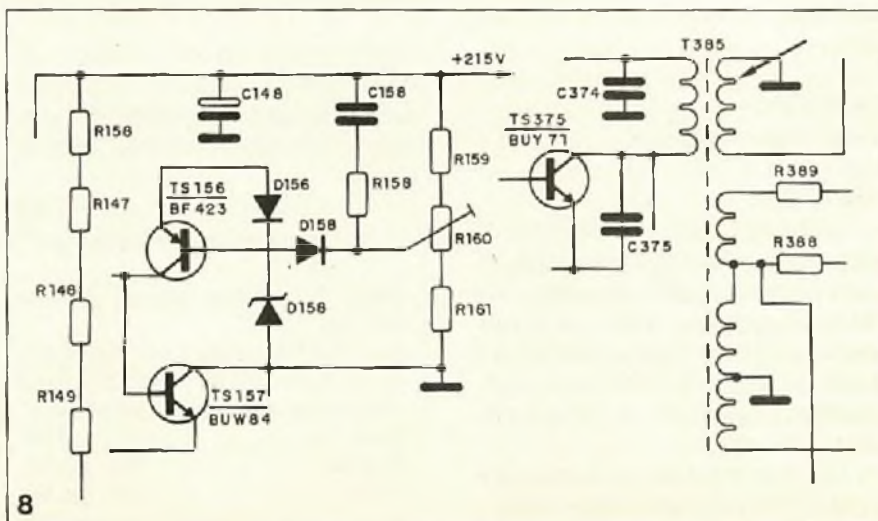 +215V
T385
C148
C158
C374
R156
TS375
BUY 71
R159
R389
R147
TS156
BF 423
D156
R158
D158
R160
C375
R388
R148
D158
R161
R149
TS157
BUW84
8